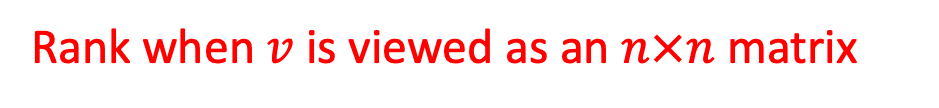 Rank when 𝑣 is viewed as an 𝑛×𝑛 matrix